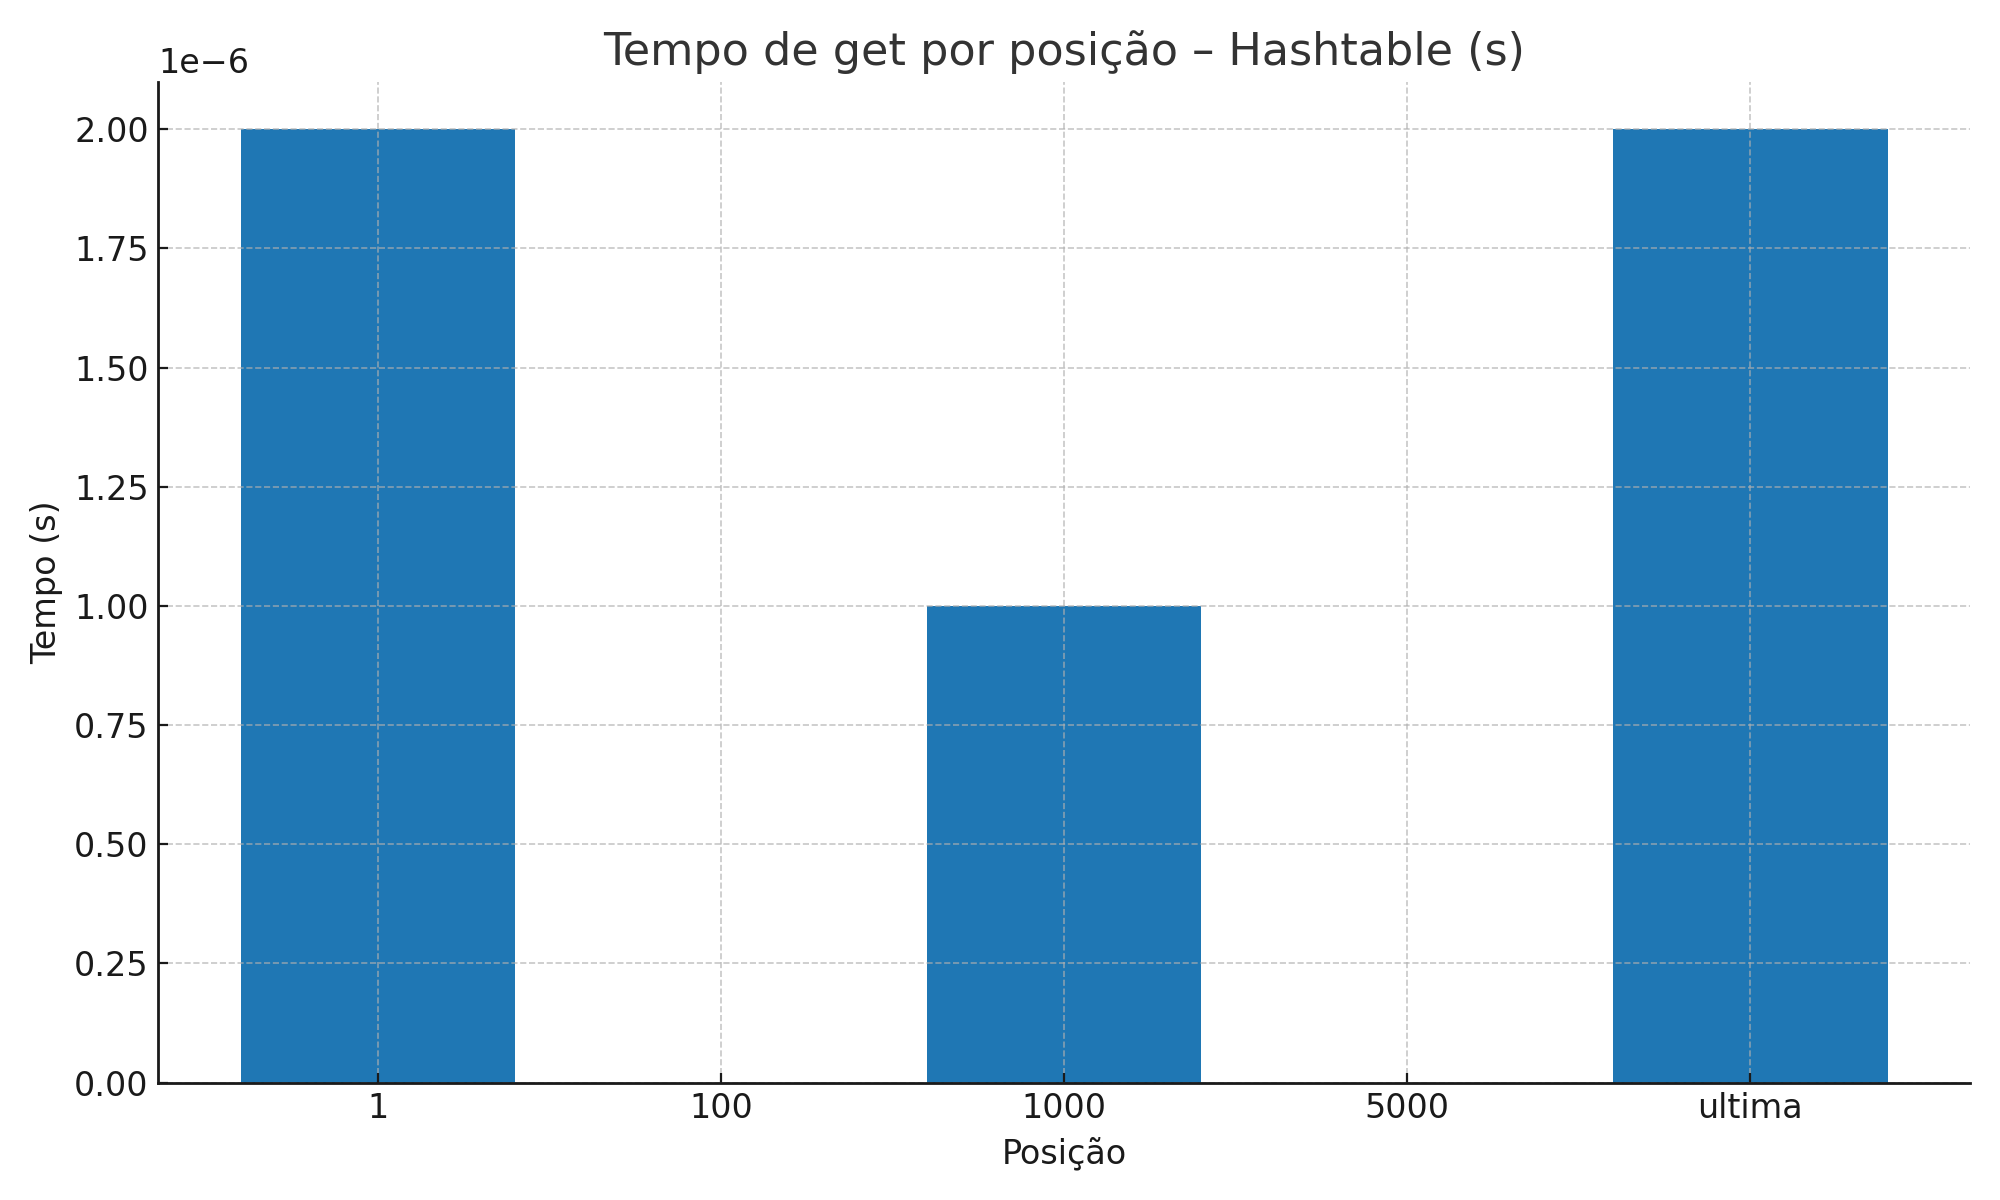 Tempo de get por posição – Hashtable (s)
1e−6
2.00
1.75
1.50
1.25
1.00
0.75
0.50
0.25
0.00
Tempo (s)
1 100 1000 5000 ultima
Posição